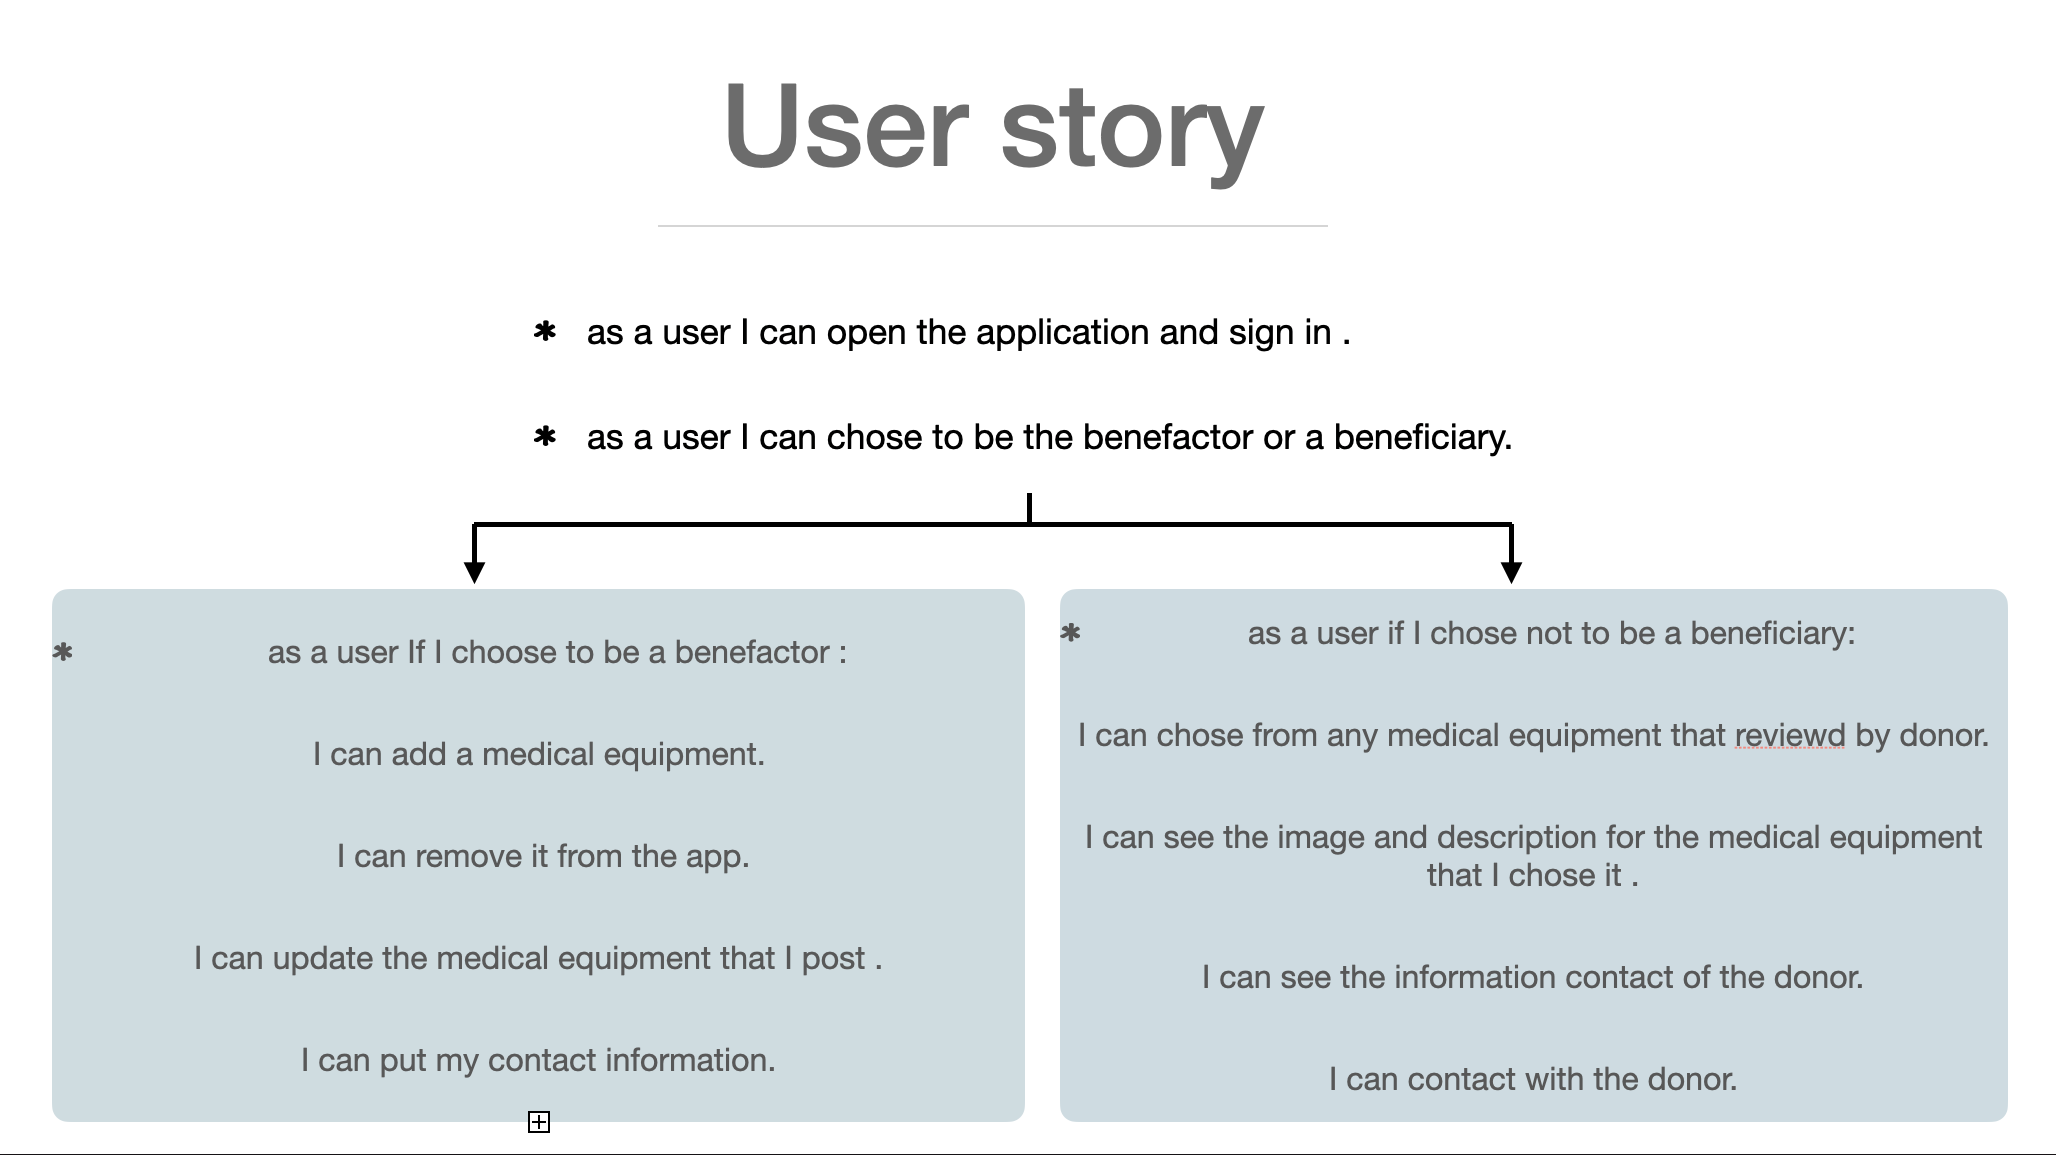 User story
* as a user I can open the application and sign in .
* as a user I can chose to be the benefactor or a beneficiary.
* as a user If I choose to be a benefactor :
I can add a medical equipment.
I can remove it from the app.
I can update the medical equipment that I post .
I can put my contact information.
* as a user if I chose not to be a beneficiary:
I can chose from any medical equipment that reviewd by donor.
I can see the image and description for the medical equipment
that I chose it .
I can see the information contact of the donor.
I can contact with the donor.